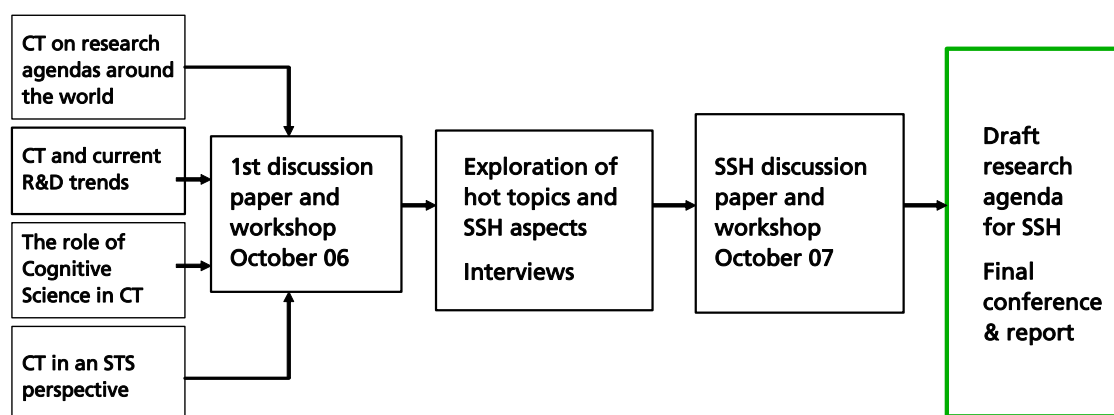 CT on research
agendas around
the world
CT and current
R&D trends
The role of
Cognitive
Science in CT
CT in an STS
perspective
1st discussion
paper and
workshop
October 06
Exploration of
hot topics and
SSH aspects
Interviews
SSH discussion
paper and
workshop
October 07
Draft
research
agenda
for SSH
Final
conference
& report